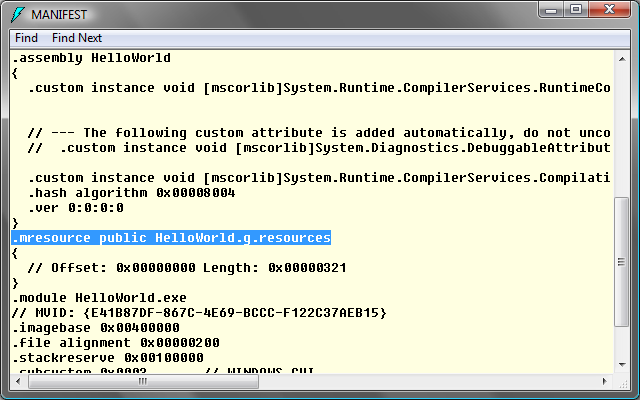 MANIFEST
Find Find Next
.assembly HelloWorld
{
.custom instance void [mscorlib]System.Runtime.CompilerServices.RuntimeCo
// --- The following custom attribute is added automatically, do not unco
// .custom instance void [mscorlib]System.Diagnostics.DebuggableAttribut
.custom instance void [mscorlib]System.Runtime.CompilerServices.Compilati
.hash algorithm 0x00008004
.ver 0:0:0:0
}
.mresource public HelloWorld.g.resources
{
// Offset: 0x00000000 Length: 0x00000321
}
.module HelloWorld.exe
// MVID: {E41B87DF-867C-4E69-BCCC-F122C37AEB15}
.imagebase 0x00400000
.file alignment 0x00000200
.stackreserve 0x00100000
.subsystem 0x0002 // WINDOWS_GUI